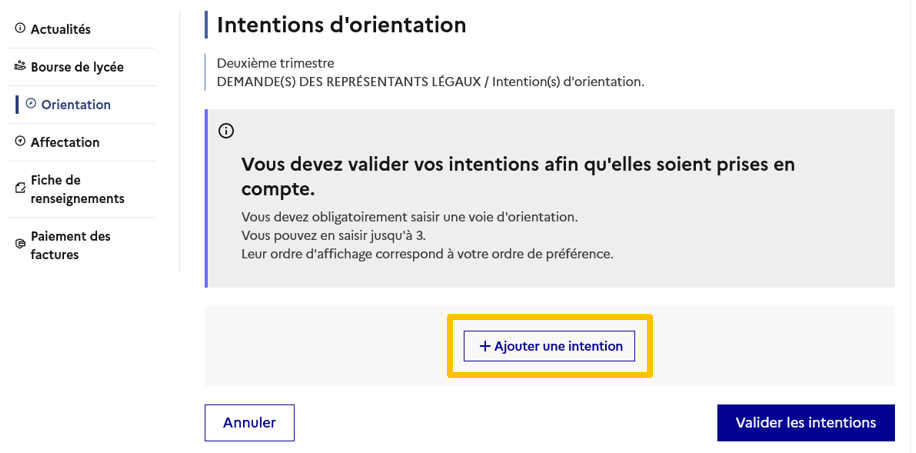 Actualités
Bourse de lycée
Orientation
Affectation
Fiche de
renseignements
Paiement des
factures
Intentions d'orientation
Deuxième trimestre
DEMANDE(S) DES REPRÉSENTANTS LÉGAUX / Intention(s) d'orientation.
Vous devez valider vos intentions afin qu'elles soient prises en
compte.
Vous devez obligatoirement saisir une voie d'orientation.
Vous pouvez en saisir jusqu'à 3.
Leur ordre d'affichage correspond à votre ordre de préférence.
+ Ajouter une intention
Annuler
Valider les intentions